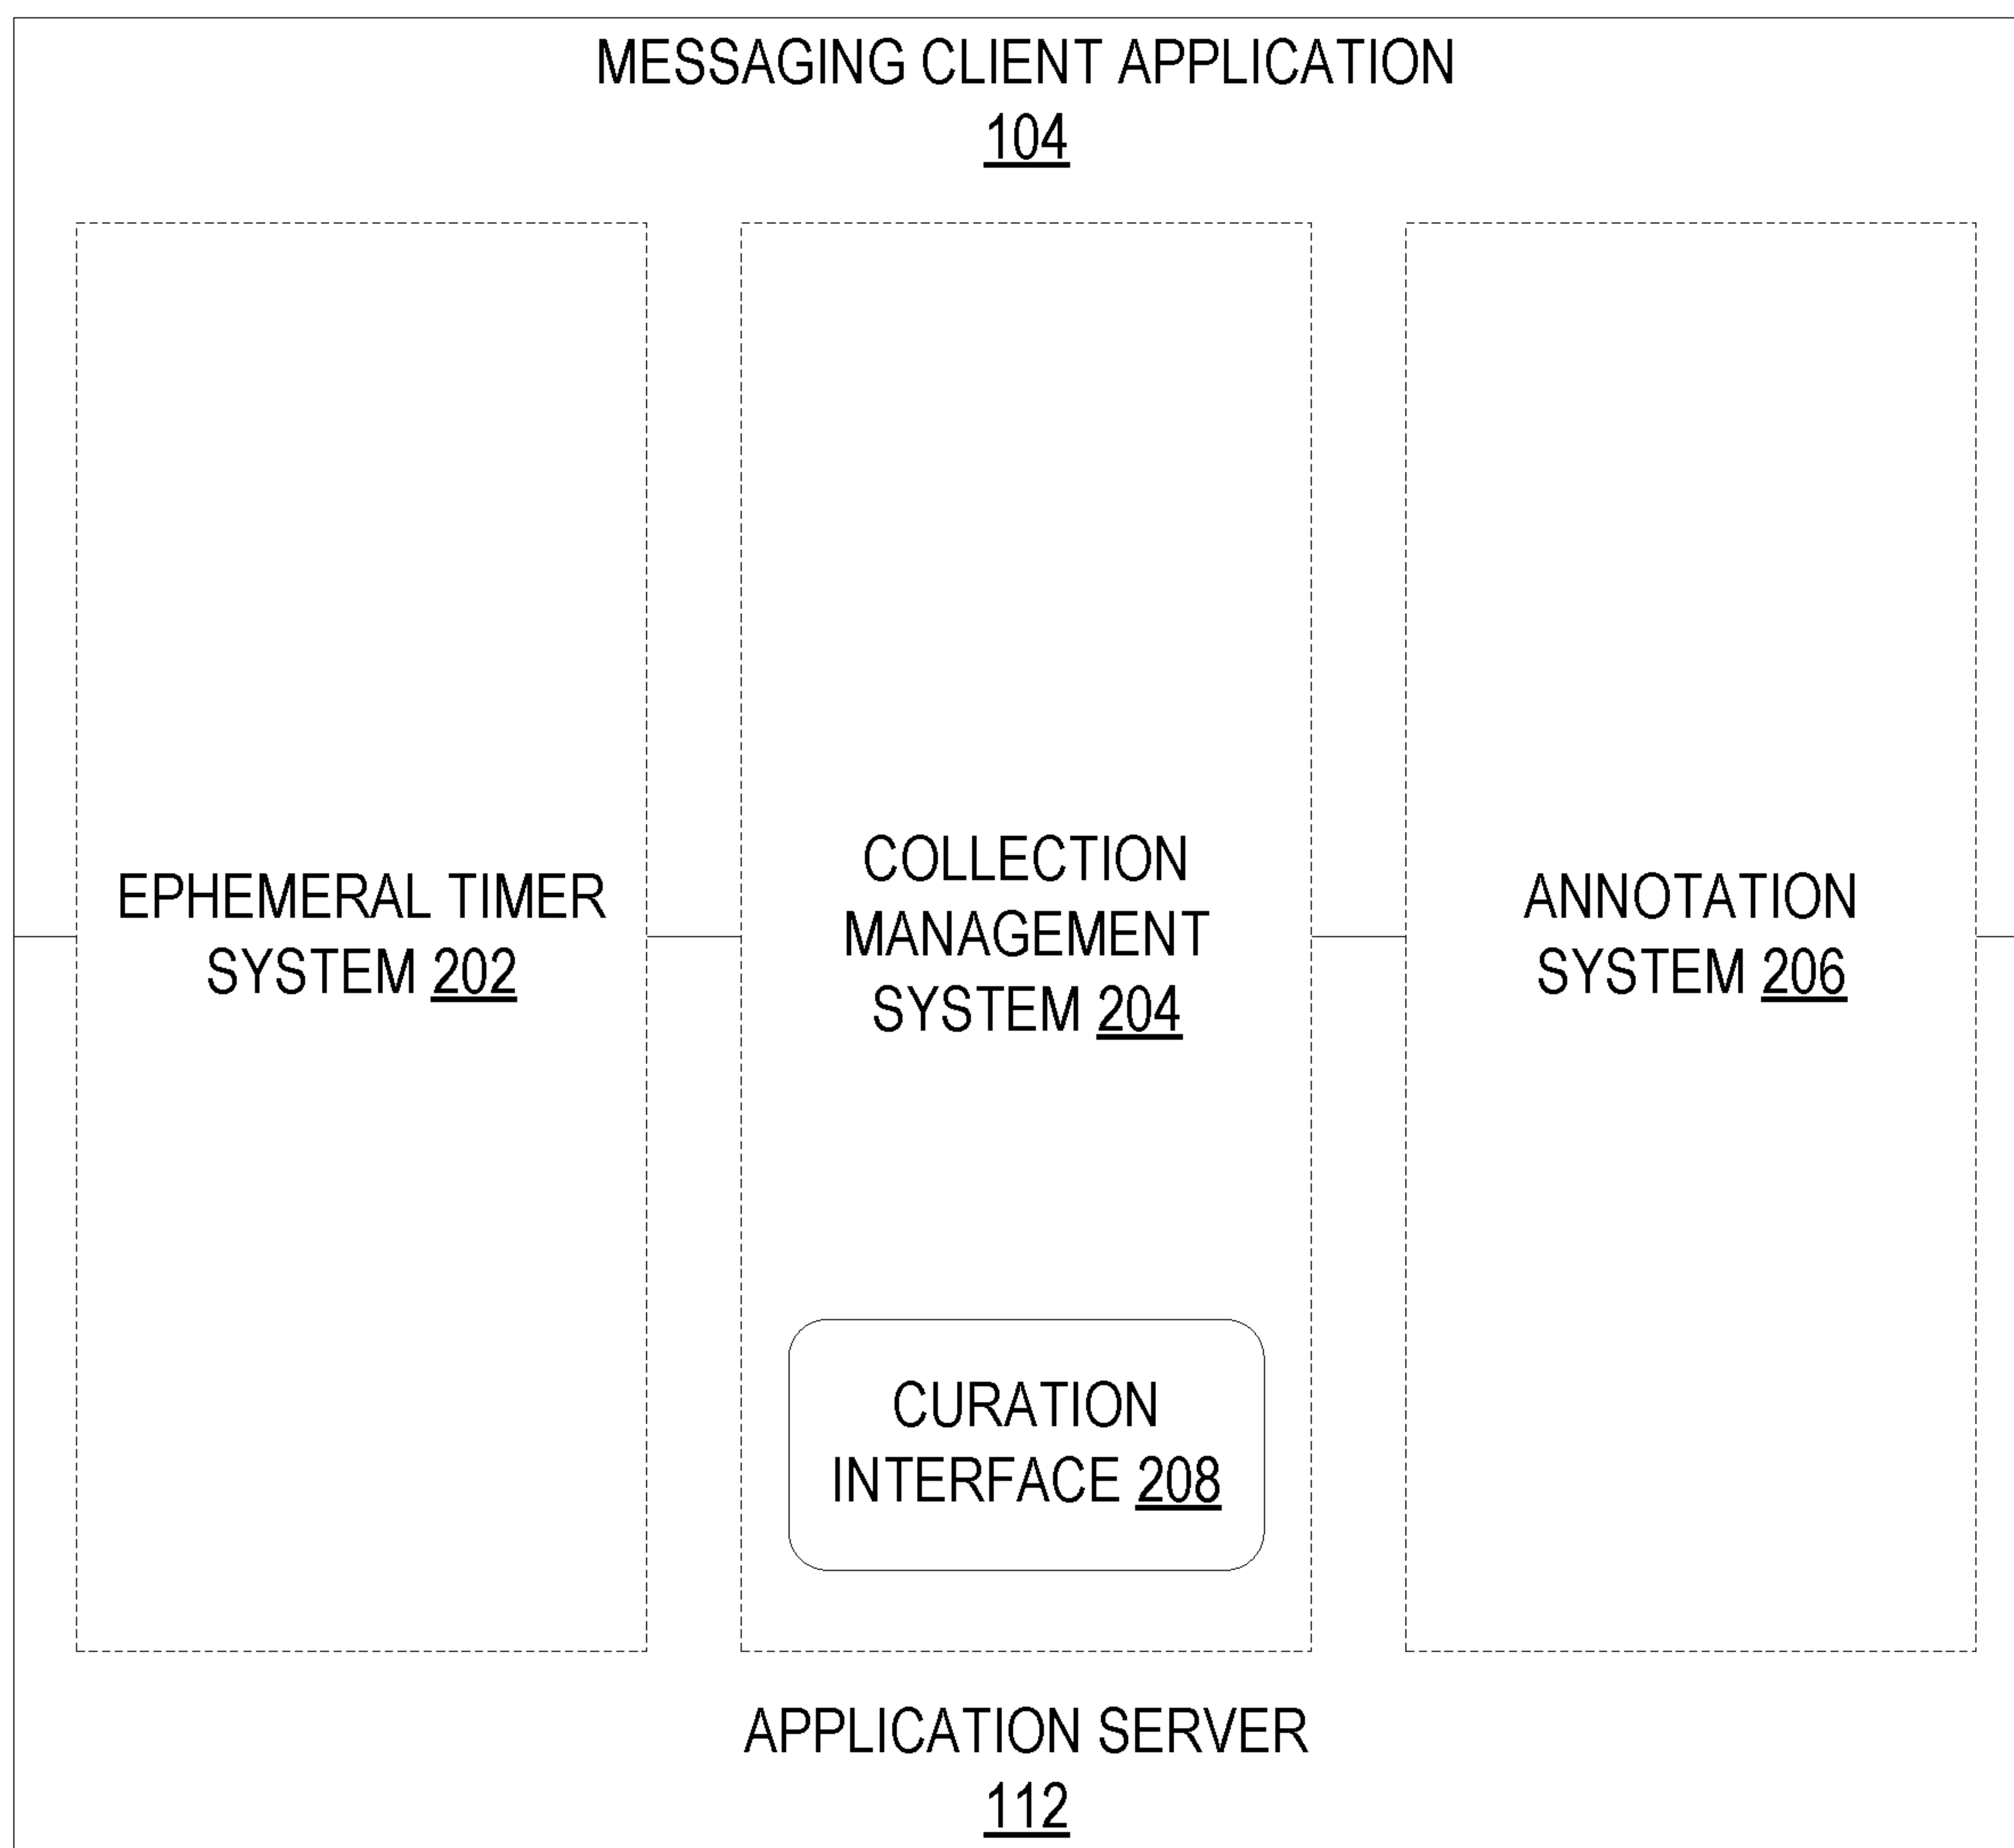 MESSAGING CLIENT APPLICATION
104
EPHEMERAL TIMER
SYSTEM 202
COLLECTION
MANAGEMENT
SYSTEM 204
CURATION
INTERFACE 208
ANNOTATION
SYSTEM 206
APPLICATION SERVER
112